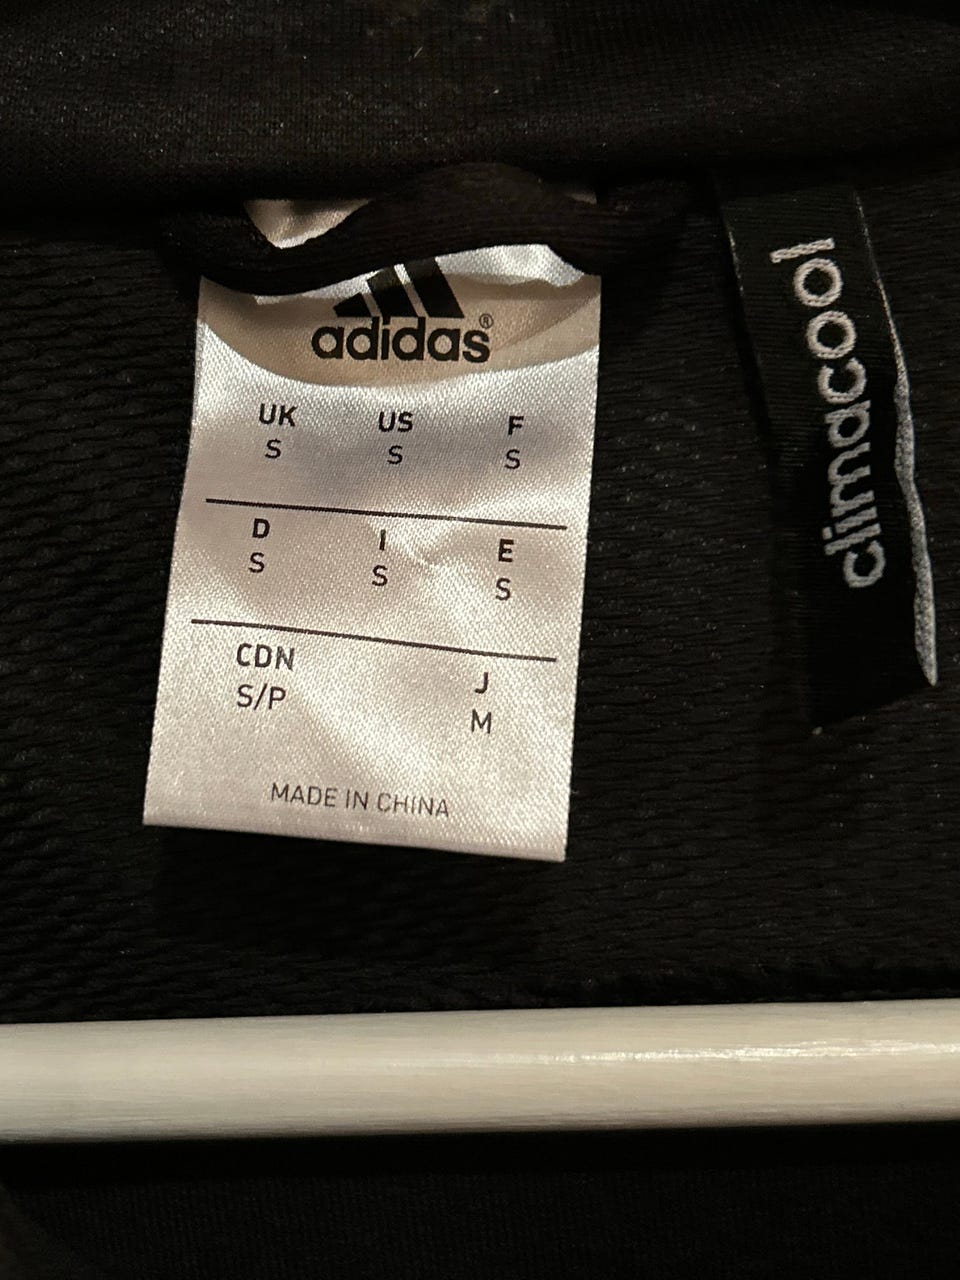 adidas®
UK US F
S S S
D I E
S S S
CDN J
S/P M
MADE IN CHINA
climacool